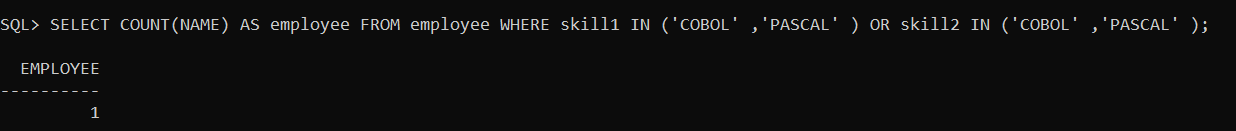 SQL> SELECT COUNT(NAME) AS employee FROM employee WHERE skill1 IN ('COBOL' ,'PASCAL' ) OR skill2 IN ('COBOL' ,'PASCAL' );
EMPLOYEE
----------
1